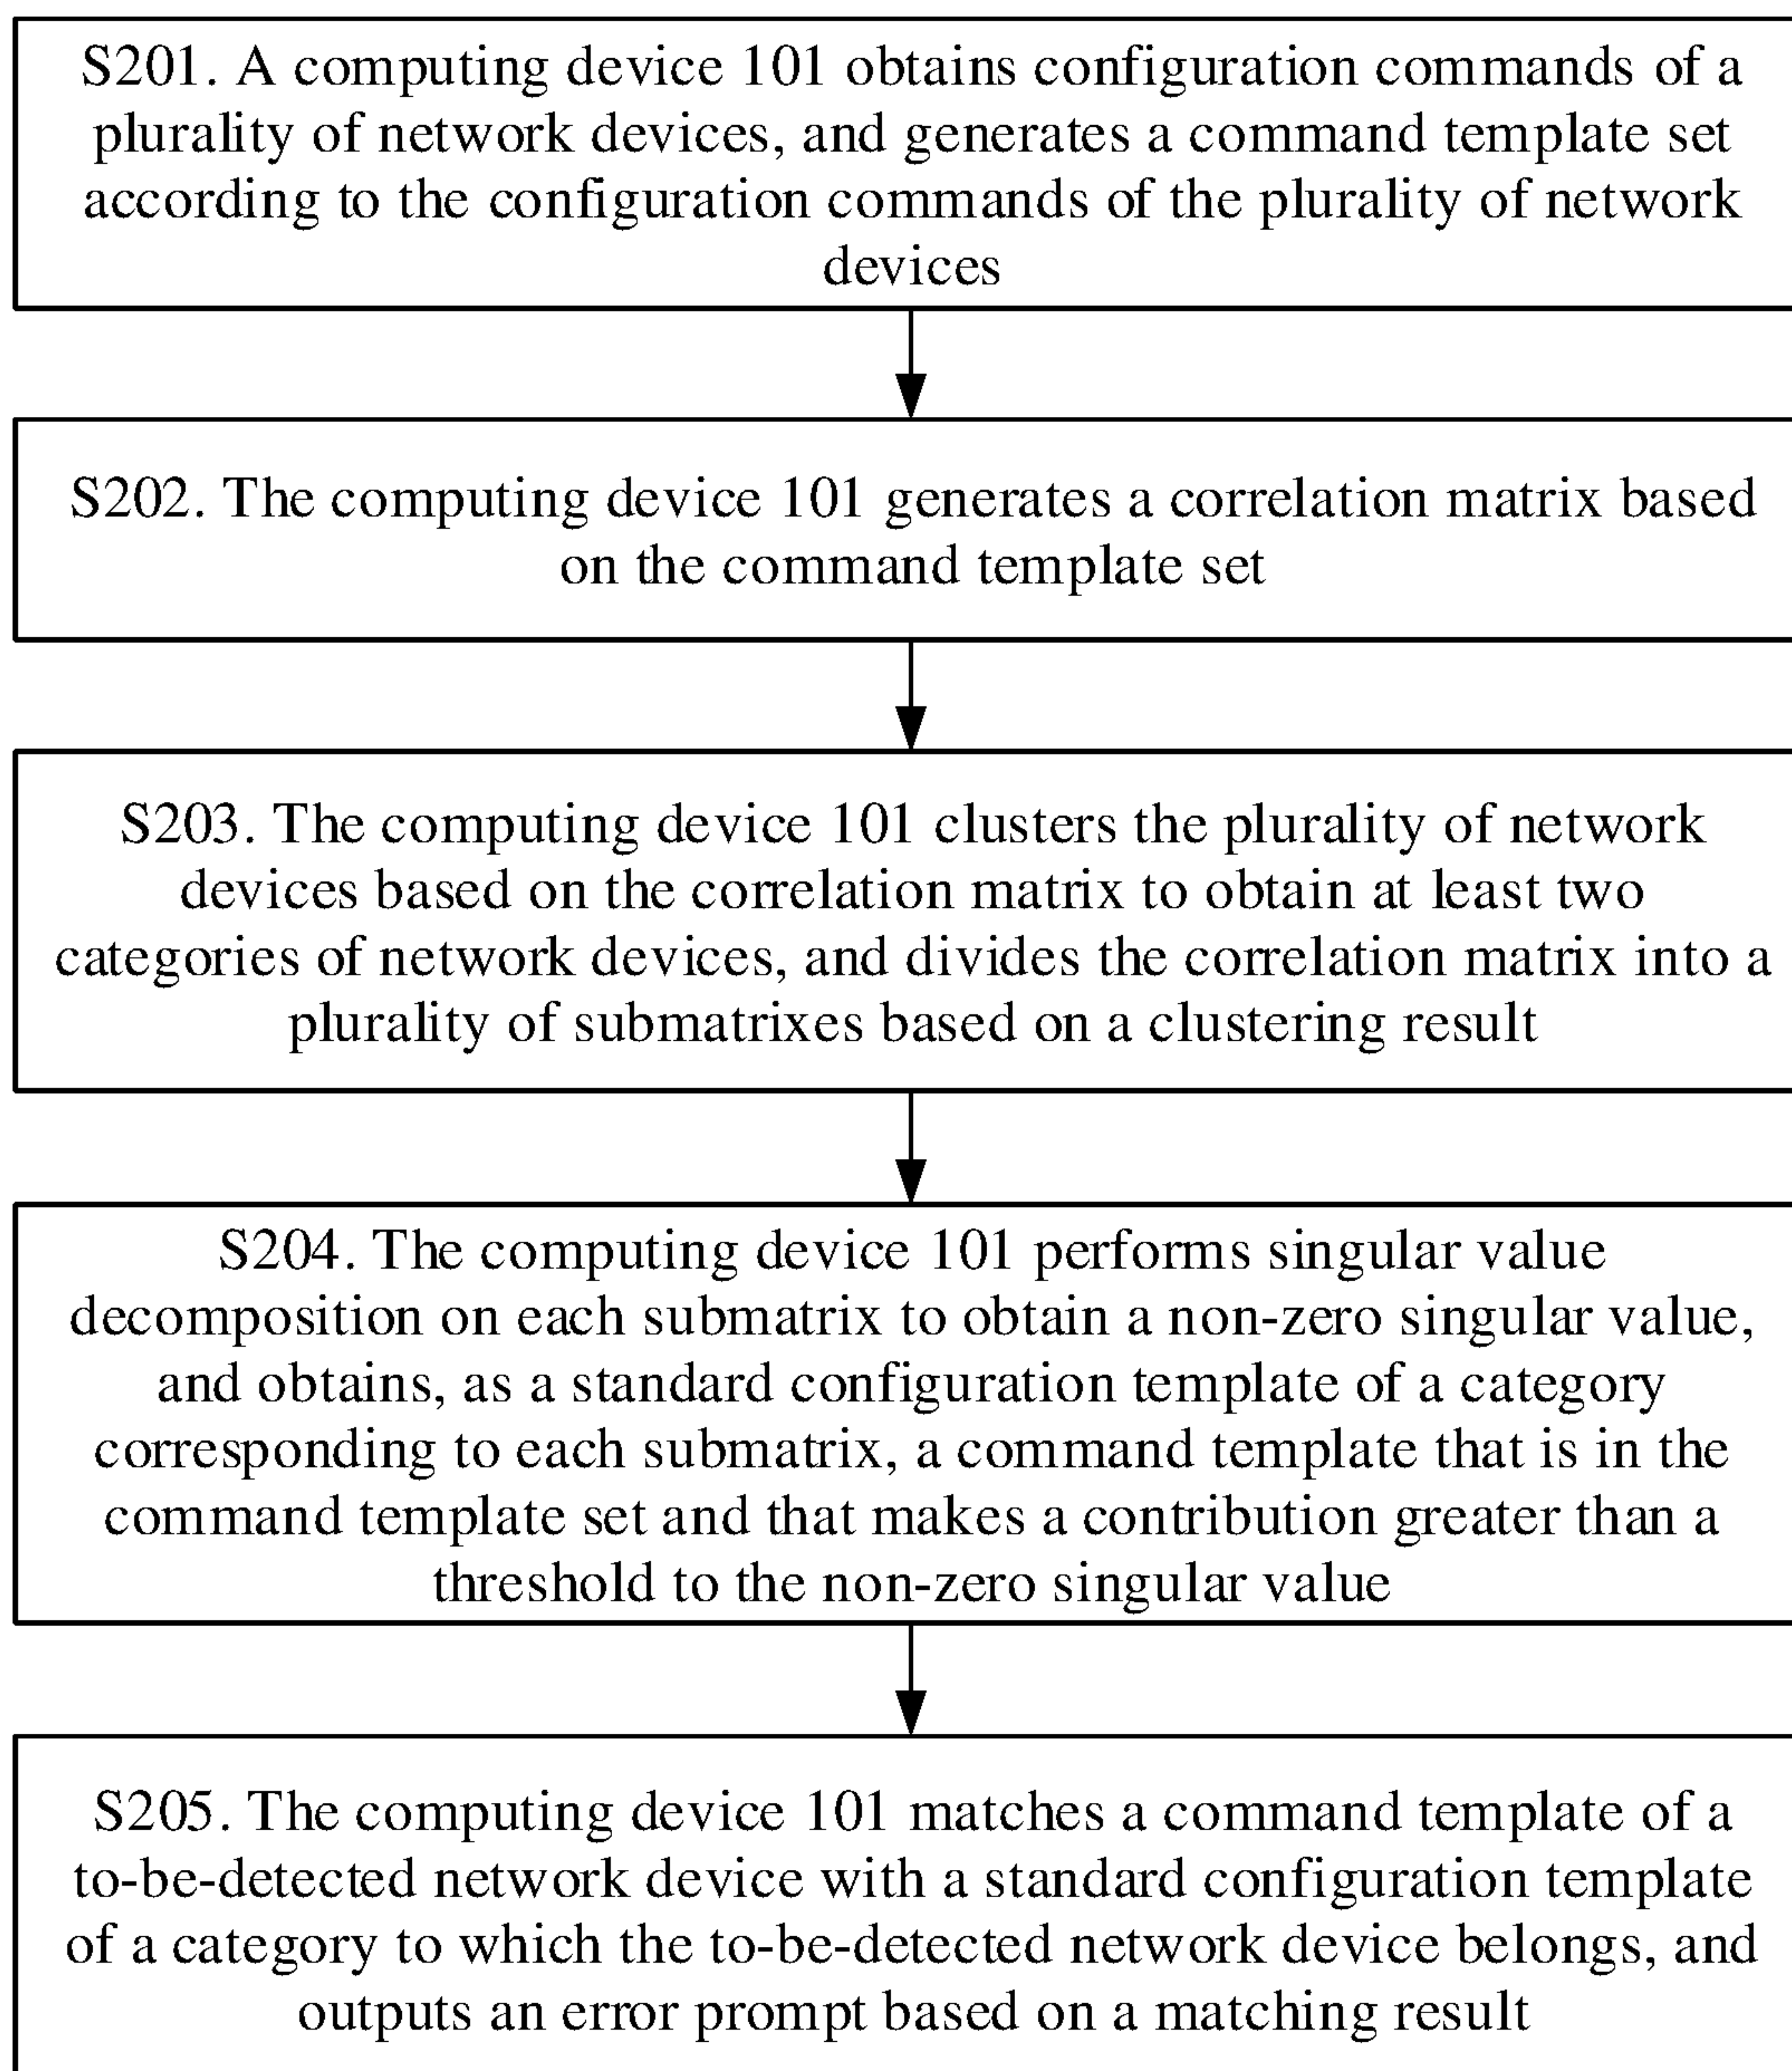 S201. A computing device 101 obtains configuration commands of a
plurality of network devices, and generates a command template set
according to the configuration commands of the plurality of network
devices
S202. The computing device 101 generates a correlation matrix based
on the command template set
S203. The computing device 101 clusters the plurality of network
devices based on the correlation matrix to obtain at least two
categories of network devices, and divides the correlation matrix into a
plurality of submatrixes based on a clustering result
S204. The computing device 101 performs singular value
decomposition on each submatrix to obtain a non-zero singular value,
and obtains, as a standard configuration template of a category
corresponding to each submatrix, a command template that is in the
command template set and that makes a contribution greater than a
threshold to the non-zero singular value
S205. The computing device 101 matches a command template of a
to-be-detected network device with a standard configuration template
of a category to which the to-be-detected network device belongs, and
outputs an error prompt based on a matching result